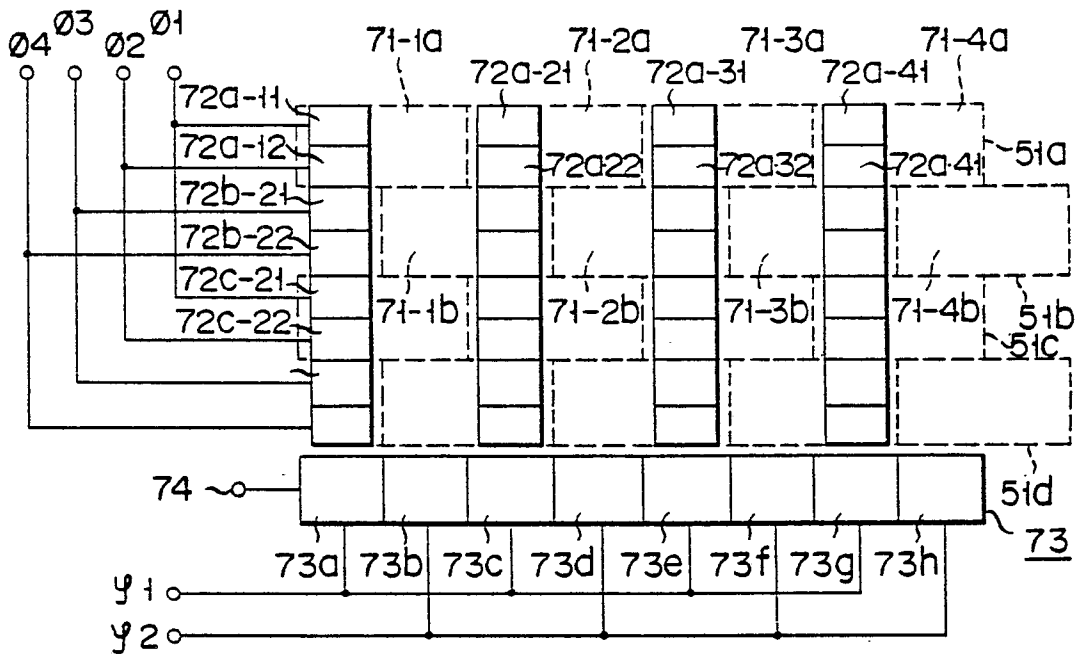 Ø4 Ø3 Ø2 Ø1
71-1a 71-2a 71-3a 71-4a
72a-21 72a-31 72a-41
72a-11
72a-12 72a22 72a32 72a41 51a
72b-21
72b-22
72c-21 71-1b 71-2b 71-3b 71-4b 51b
72c-22 51c
74 51d
73a 73b 73c 73d 73e 73f 73g 73h 73
φ1
φ2